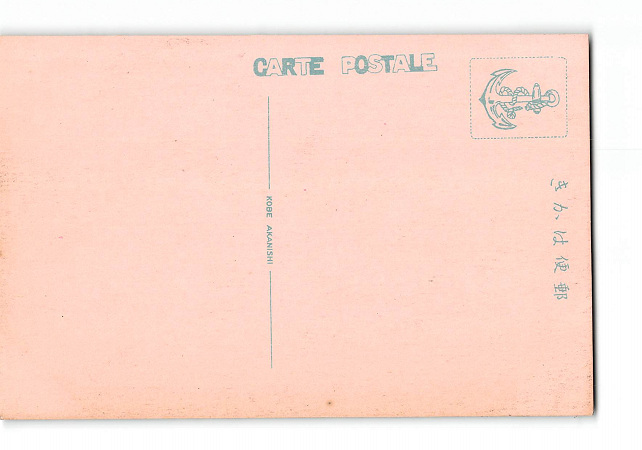 CARTE POSTALE
KOBE AKANISHI
きかは便郵